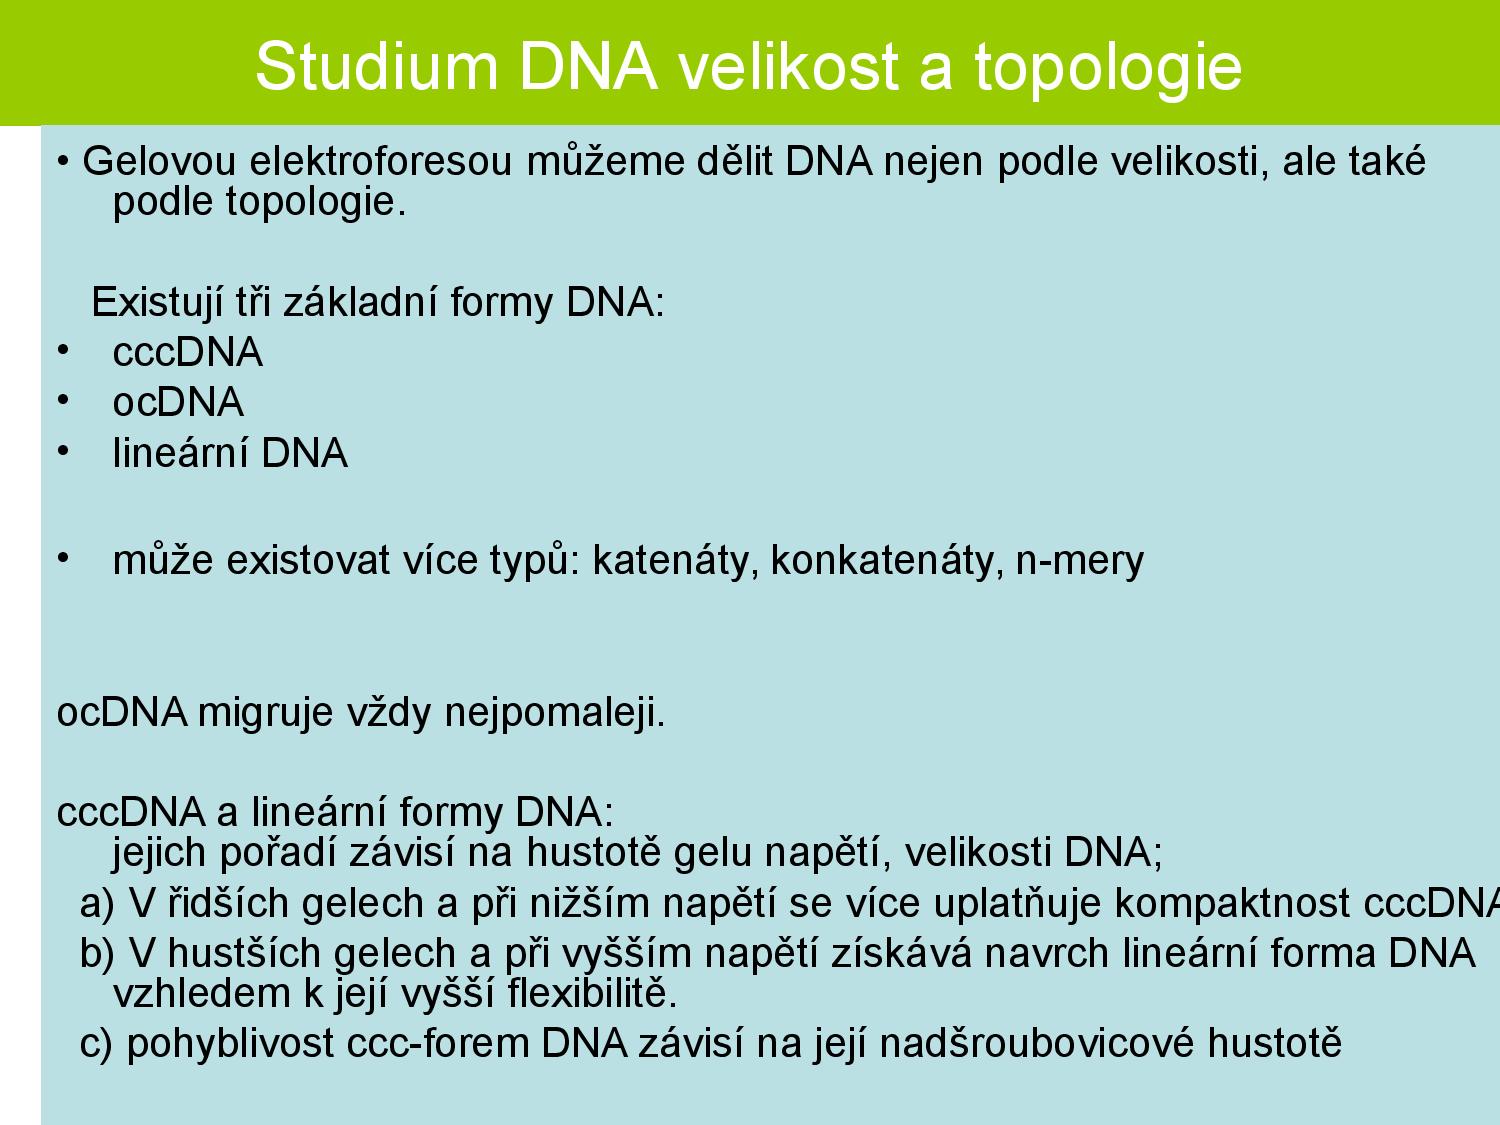 Studium DNA velikost a topologie
• Gelovou elektroforesou můžeme dělit DNA nejen podle velikosti, ale také
podle topologie.
Existují tři základní formy DNA:
• cccDNA
• ocDNA
• lineární DNA
• může existovat více typů: katenáty, konkatenáty, n-mery
ocDNA migruje vždy nejpomaleji.
cccDNA a lineární formy DNA:
jejich pořadí závisí na hustotě gelu napětí, velikosti DNA;
a) V řidších gelech a při nižším napětí se více uplatňuje kompaktnost cccDNA
b) V hustších gelech a při vyšším napětí získává navrch lineární forma DNA
vzhledem k její vyšší flexibilitě.
c) pohyblivost ccc-forem DNA závisí na její nadšroubovicové hustotě